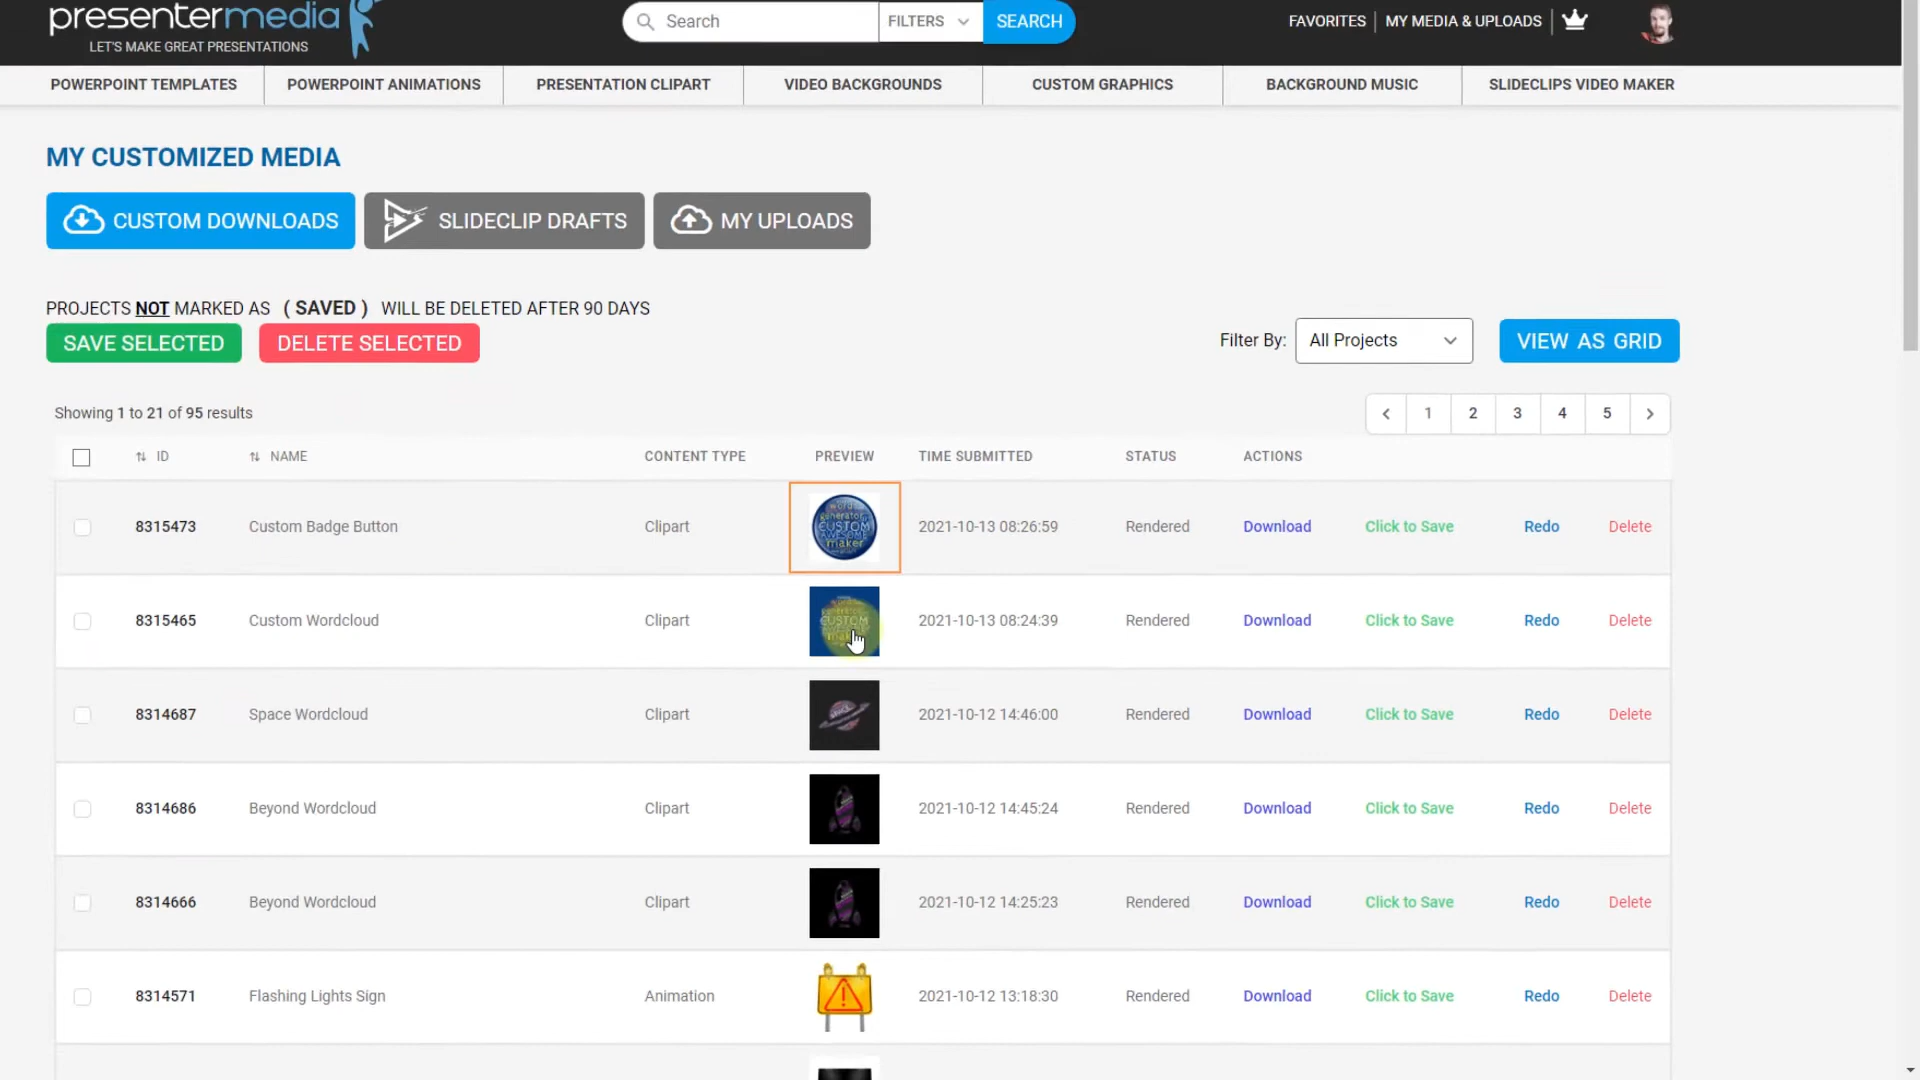 presentermedia
LET'S MAKE GREAT PRESENTATIONS
Search
FILTERS
SEARCH
FAVORITES
MY MEDIA & UPLOADS
POWERPOINT TEMPLATES
POWERPOINT ANIMATIONS
PRESENTATION CLIPART
VIDEO BACKGROUNDS
CUSTOM GRAPHICS
BACKGROUND MUSIC
SLIDECLIPS VIDEO MAKER
MY CUSTOMIZED MEDIA
CUSTOM DOWNLOADS
SLIDECLIP DRAFTS
MY UPLOADS
PROJECTS NOT MARKED AS ( SAVED ) WILL BE DELETED AFTER 90 DAYS
SAVE SELECTED
DELETE SELECTED
Filter By:
All Projects
VIEW AS GRID
Showing 1 to 21 of 95 results
1 2 3 4 5
ID NAME CONTENT TYPE PREVIEW TIME SUBMITTED STATUS ACTIONS
8315473 Custom Badge Button Clipart 2021-10-13 08:26:59 Rendered Download Click to Save Redo Delete
word
generator
CUSTOM
AWESOME
maker
8315465 Custom Wordcloud Clipart 2021-10-13 08:24:39 Rendered Download Click to Save Redo Delete
CUSTOM
8314687 Space Wordcloud Clipart 2021-10-12 14:46:00 Rendered Download Click to Save Redo Delete
8314686 Beyond Wordcloud Clipart 2021-10-12 14:45:24 Rendered Download Click to Save Redo Delete
8314666 Beyond Wordcloud Clipart 2021-10-12 14:25:23 Rendered Download Click to Save Redo Delete
8314571 Flashing Lights Sign Animation 2021-10-12 13:18:30 Rendered Download Click to Save Redo Delete